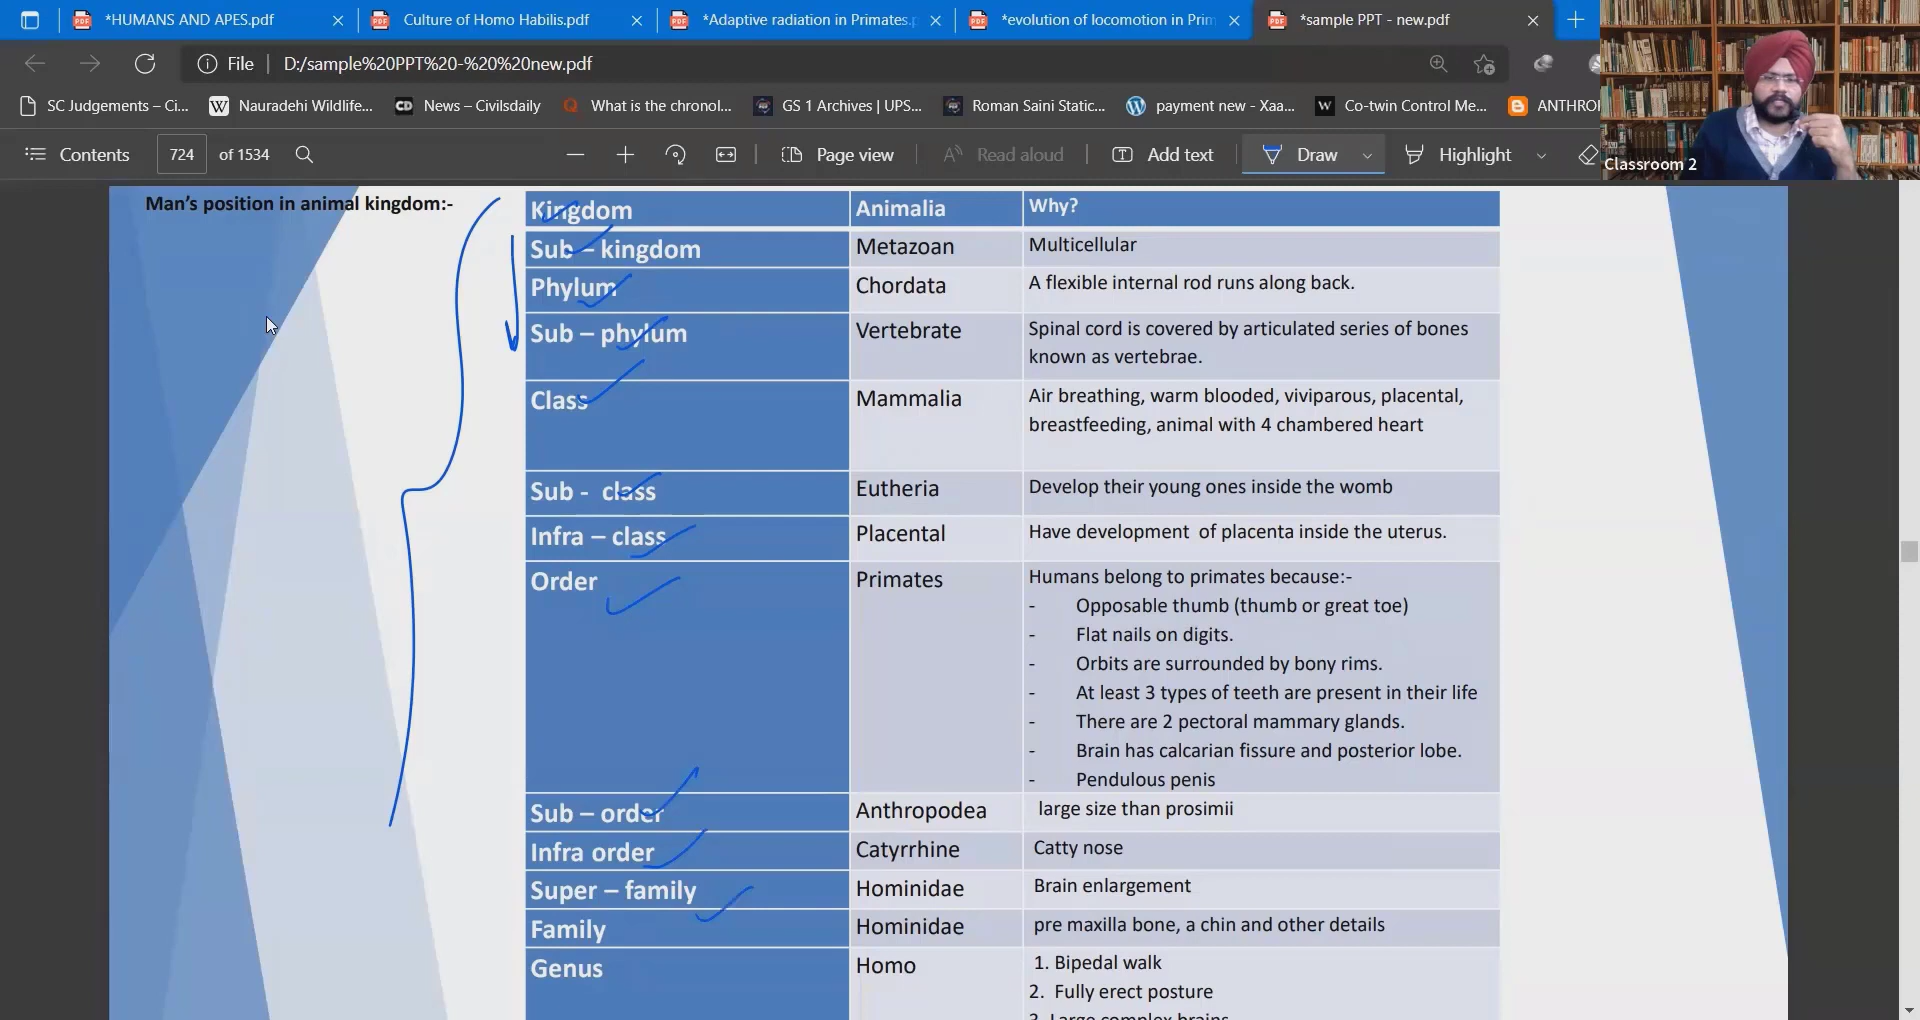 *HUMANS AND APES.pdf
Culture of Homo Habilis.pdf
*Adaptive radiation in Primates.p
*evolution of locomotion in Prim
*sample PPT - new.pdf
File
D:/sample%20PPT%20-%20%20new.pdf
SC Judgements – Ci...
Nauradehi Wildlife...
CD
News – Civilsdaily
What is the chronol...
GS 1 Archives | UPS...
Roman Saini Static...
payment new - Xaa...
Co-twin Control Me...
ANTHRO
Contents
724
of 1534
Page view
Read aloud
Add text
Draw
Highlight
Classroom 2
Man's position in animal kingdom:-
Kingdom Animalia Why?
Sub – kingdom Metazoan Multicellular
Phylum Chordata A flexible internal rod runs along back.
Sub – phylum Vertebrate Spinal cord is covered by articulated series of bones
known as vertebrae.
Class Mammalia Air breathing, warm blooded, viviparous, placental,
breastfeeding, animal with 4 chambered heart
Sub - class Eutheria Develop their young ones inside the womb
Infra – class Placental Have development of placenta inside the uterus.
Order Primates Humans belong to primates because:-
- Opposable thumb (thumb or great toe)
- Flat nails on digits.
- Orbits are surrounded by bony rims.
- At least 3 types of teeth are present in their life
- There are 2 pectoral mammary glands.
- Brain has calcarian fissure and posterior lobe.
- Pendulous penis
Sub – order Anthropodea large size than prosimii
Infra order Catyrrhine Catty nose
Super – family Hominidae Brain enlargement
Family Hominidae pre maxilla bone, a chin and other details
Genus Homo 1. Bipedal walk
2. Fully erect posture
3. Large complex brains